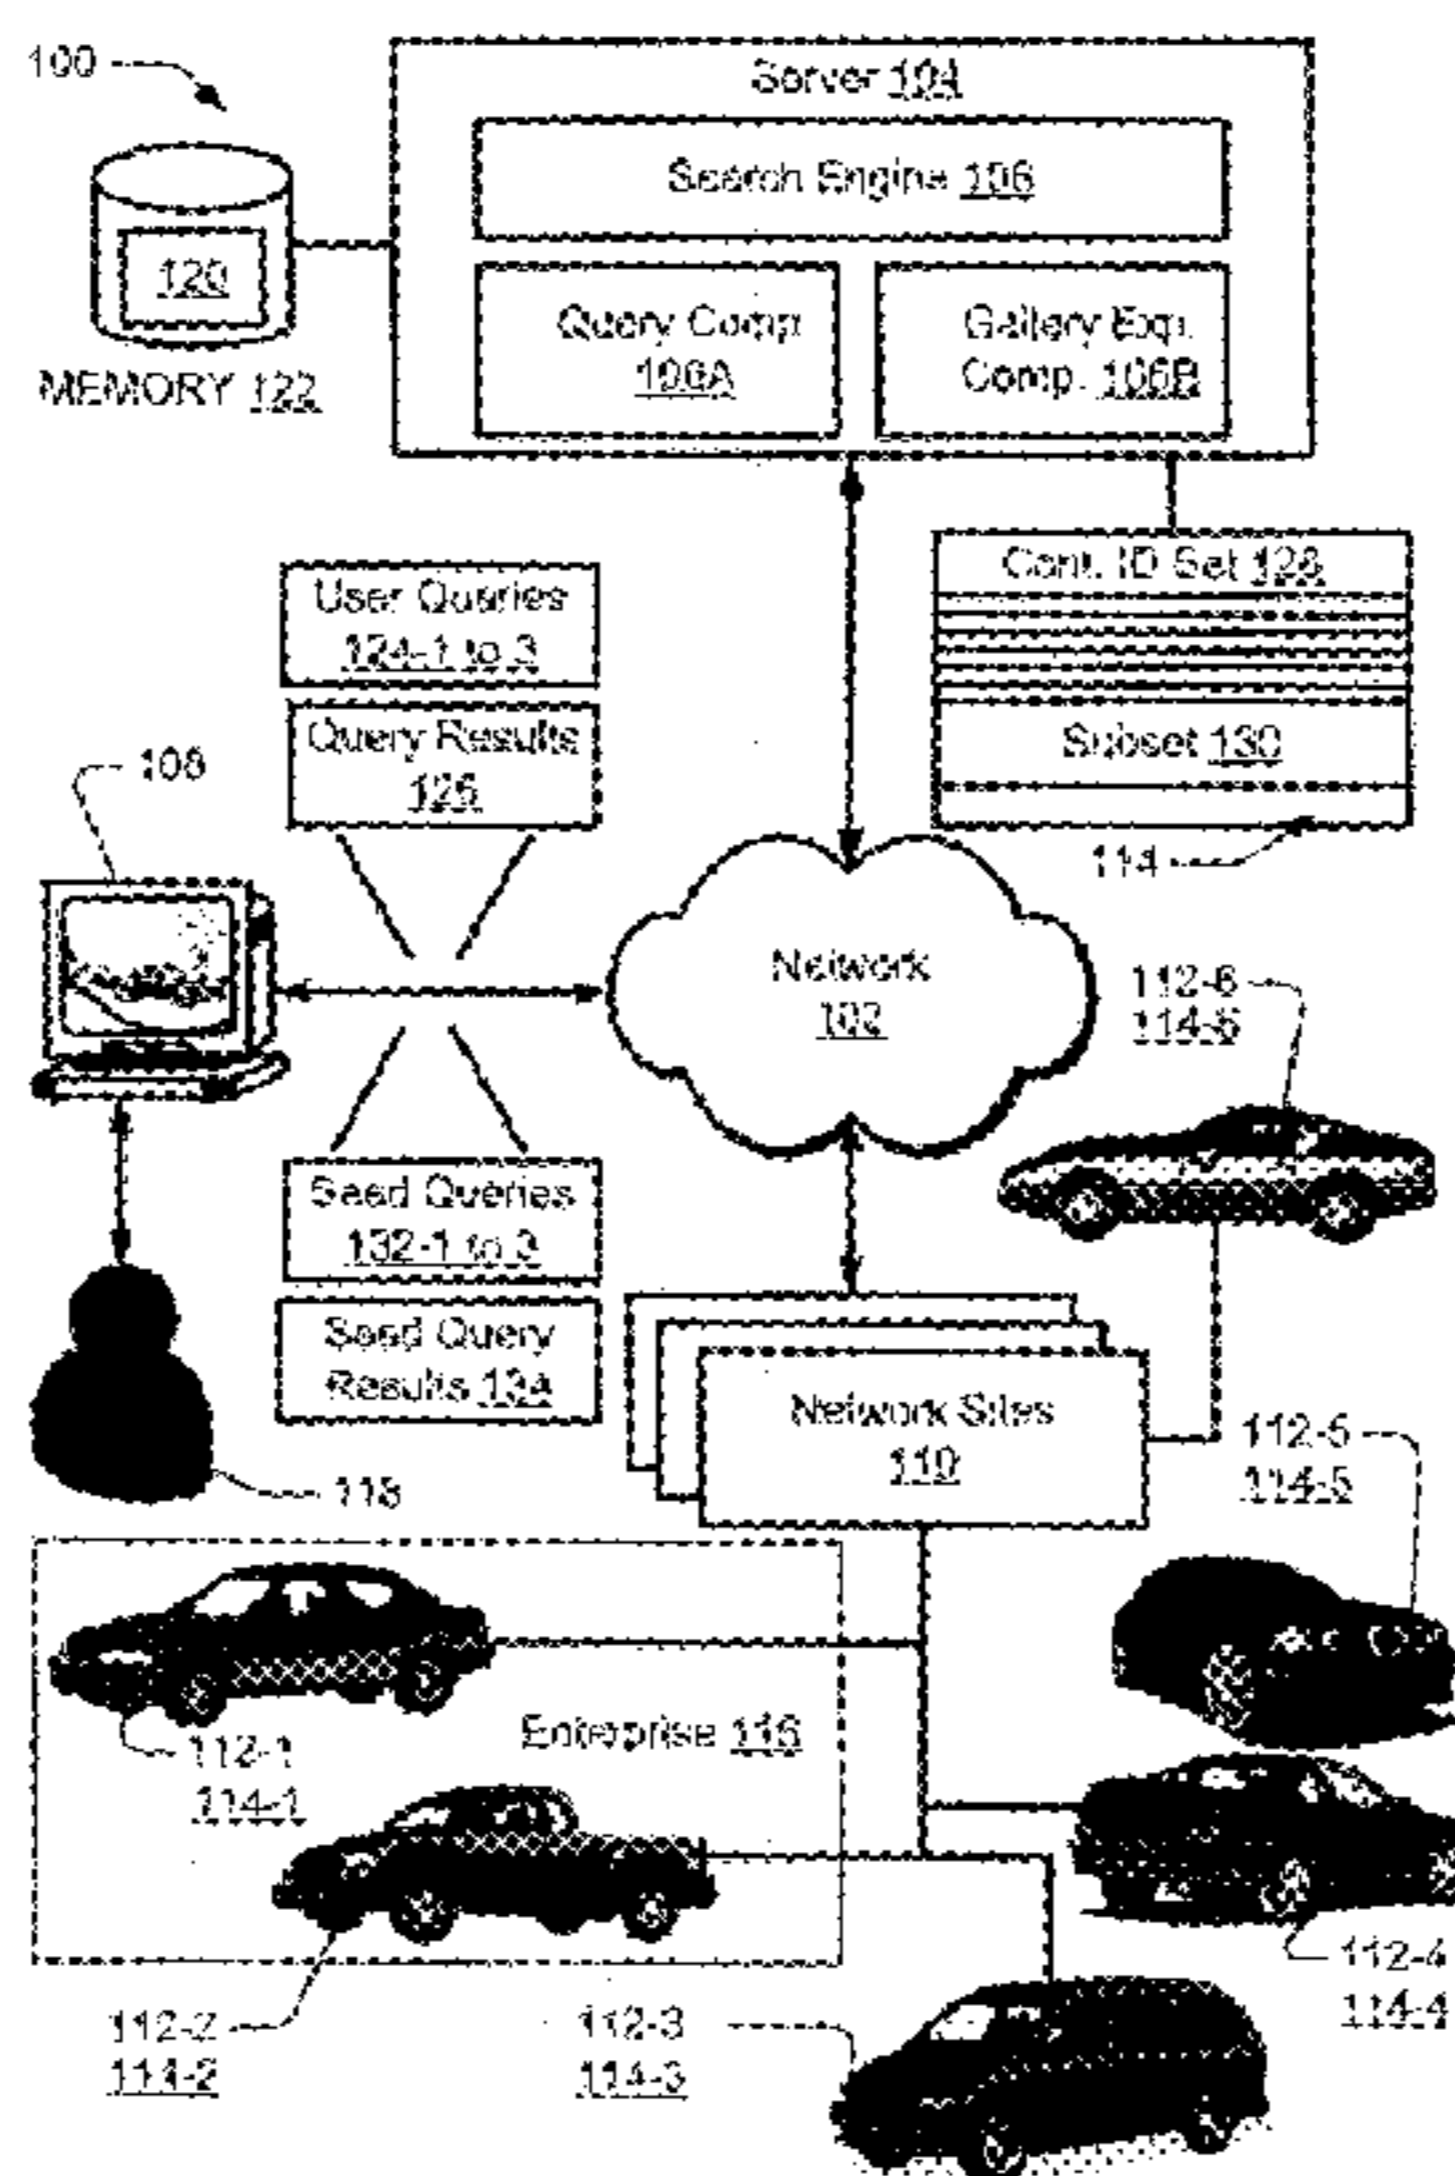 100
Server 104
Search Engine 106
120
Query Comp
106A
Gallery Exp.
Comp. 106B
MEMORY 122
Cont. ID Set 128
User Queries
124-1 to 3
Subset 130
Query Results
126
108
114
Network
102
112-6
114-6
Seed Queries
132-1 to 3
Seed Query
Results 134
Network Sites
110
112-5
114-5
118
Enterprise 116
112-1
114-1
112-4
114-4
112-2
114-2
112-3
114-3